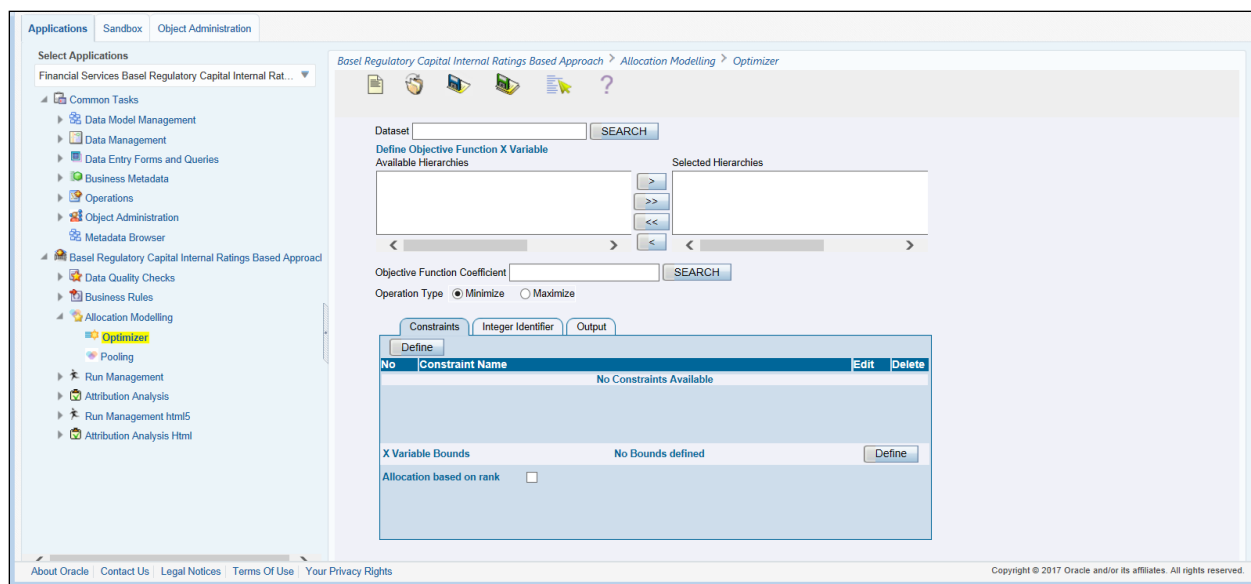 Applications Sandbox Object Administration
Select Applications
Financial Services Basel Regulatory Capital Internal Rat...
Common Tasks
Data Model Management
Data Management
Data Entry Forms and Queries
Business Metadata
Operations
Object Administration
Metadata Browser
Basel Regulatory Capital Internal Ratings Based Approacl
Data Quality Checks
Business Rules
Allocation Modelling
Optimizer
Pooling
Run Management
Attribution Analysis
Run Management html5
Attribution Analysis Html
Basel Regulatory Capital Internal Ratings Based Approach > Allocation Modelling > Optimizer
Dataset SEARCH
Define Objective Function X Variable
Available Hierarchies Selected Hierarchies
>
>>
<<
<
Objective Function Coefficient SEARCH
Operation Type Minimize Maximize
Constraints Integer Identifier Output
Define
No Constraint Name Edit Delete
No Constraints Available
X Variable Bounds No Bounds defined Define
Allocation based on rank
About Oracle Contact Us Legal Notices Terms Of Use Your Privacy Rights
Copyright © 2017 Oracle and/or its affiliates. All rights reserved.